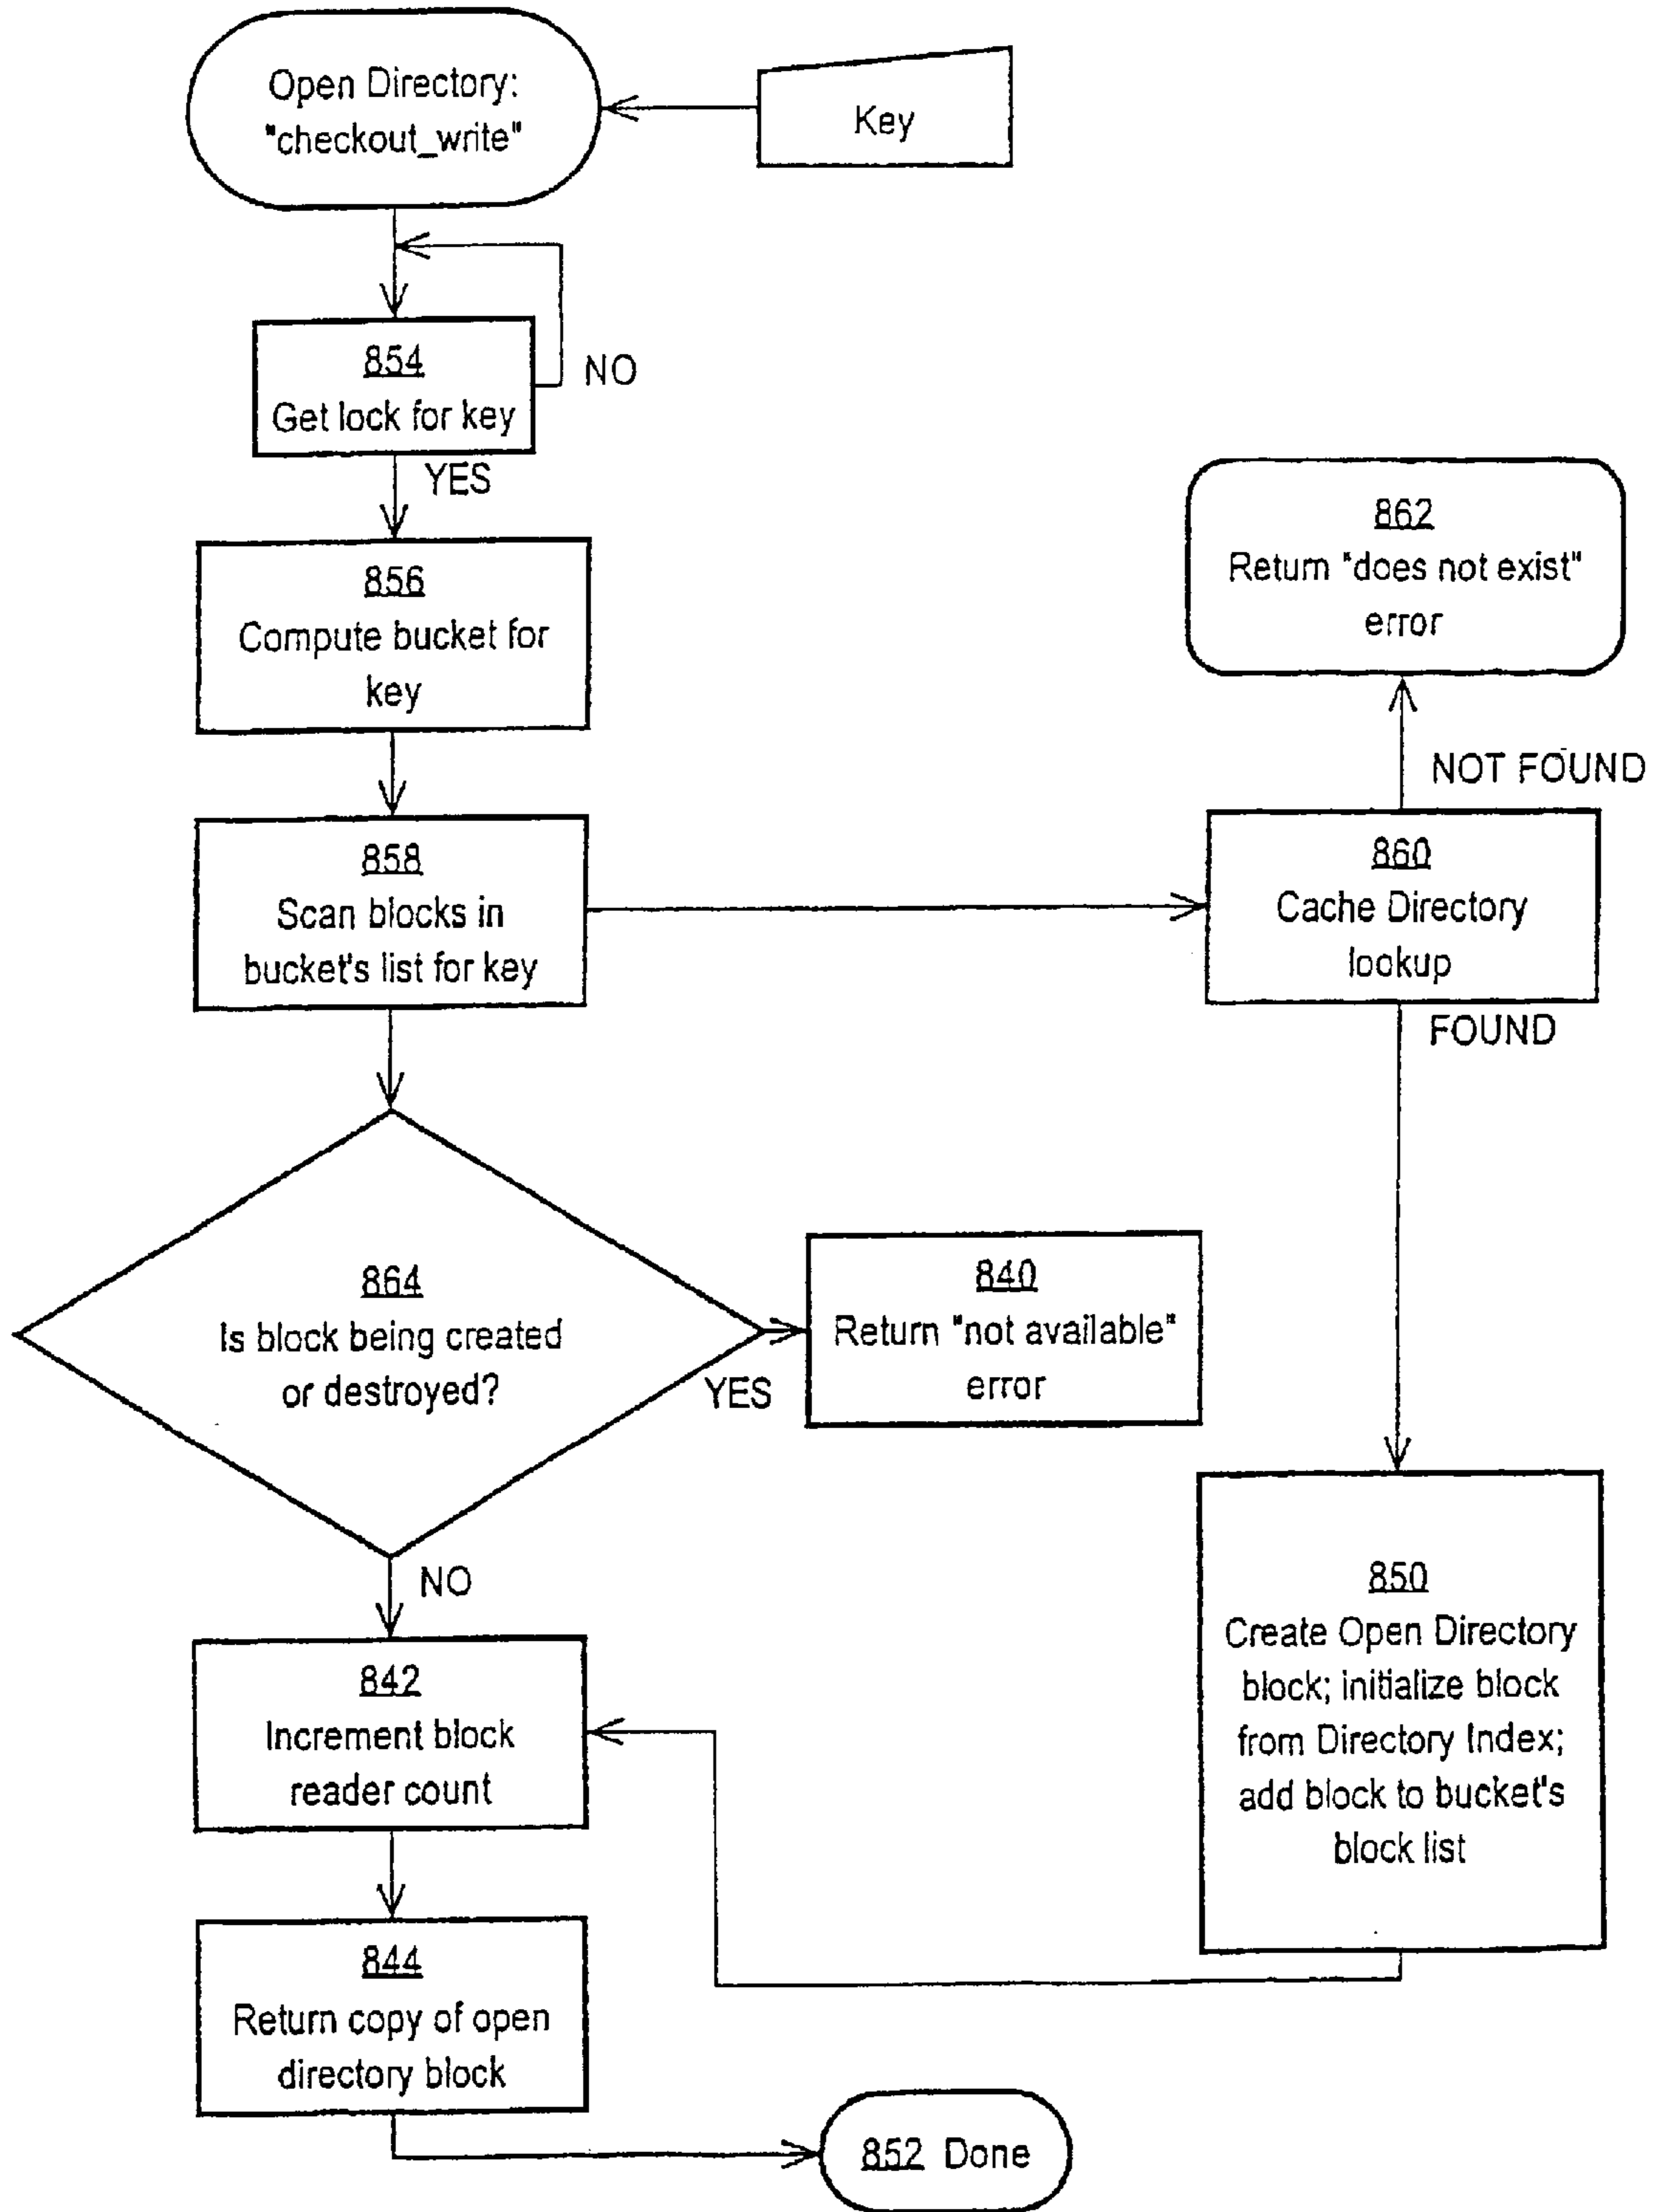 Open Directory:
"checkout_write"
Key
854
Get lock for key
NO
YES
856
Compute bucket for
key
862
Return "does not exist"
error
NOT FOUND
858
Scan blocks in
bucket's list for key
860
Cache Directory
lookup
FOUND
864
Is block being created
or destroyed?
YES
840
Return "not available"
error
NO
850
Create Open Directory
block; initialize block
from Directory Index;
add block to bucket's
block list
842
Increment block
reader count
844
Return copy of open
directory block
852 Done